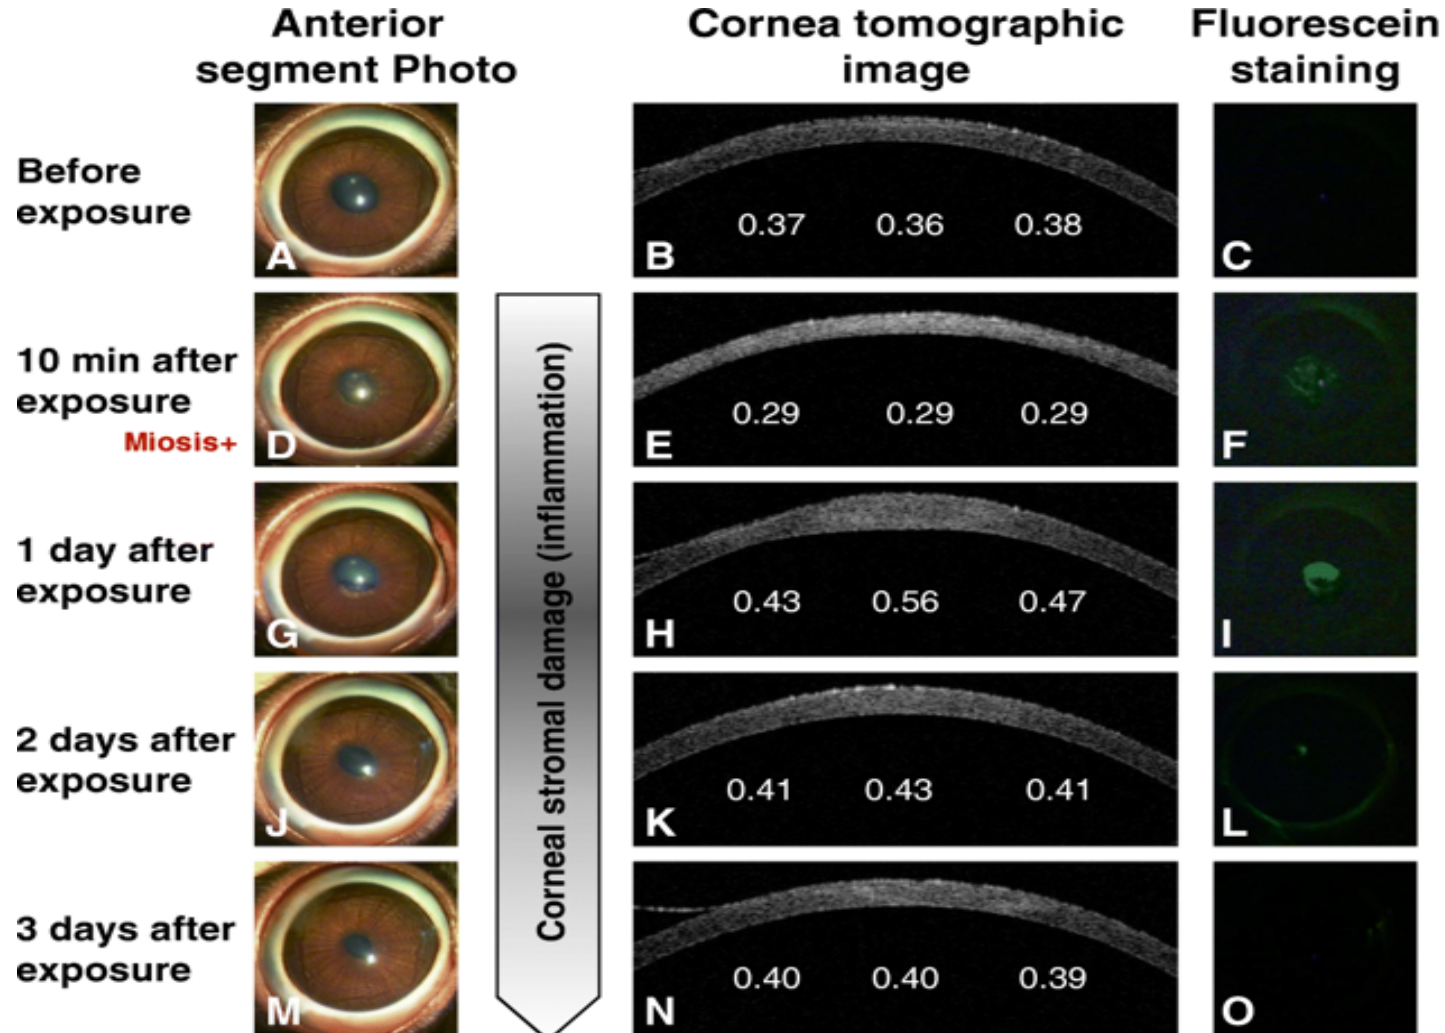 Anterior
segment Photo
Cornea tomographic
image
Fluorescein
staining
Before
exposure
A
B
0.37 0.36 0.38
C
10 min after
exposure
Miosis+
D
E
0.29 0.29 0.29
F
Corneal stromal damage (inflammation)
1 day after
exposure
G
H
0.43 0.56 0.47
I
2 days after
exposure
J
K
0.41 0.43 0.41
L
3 days after
exposure
M
N
0.40 0.40 0.39
O